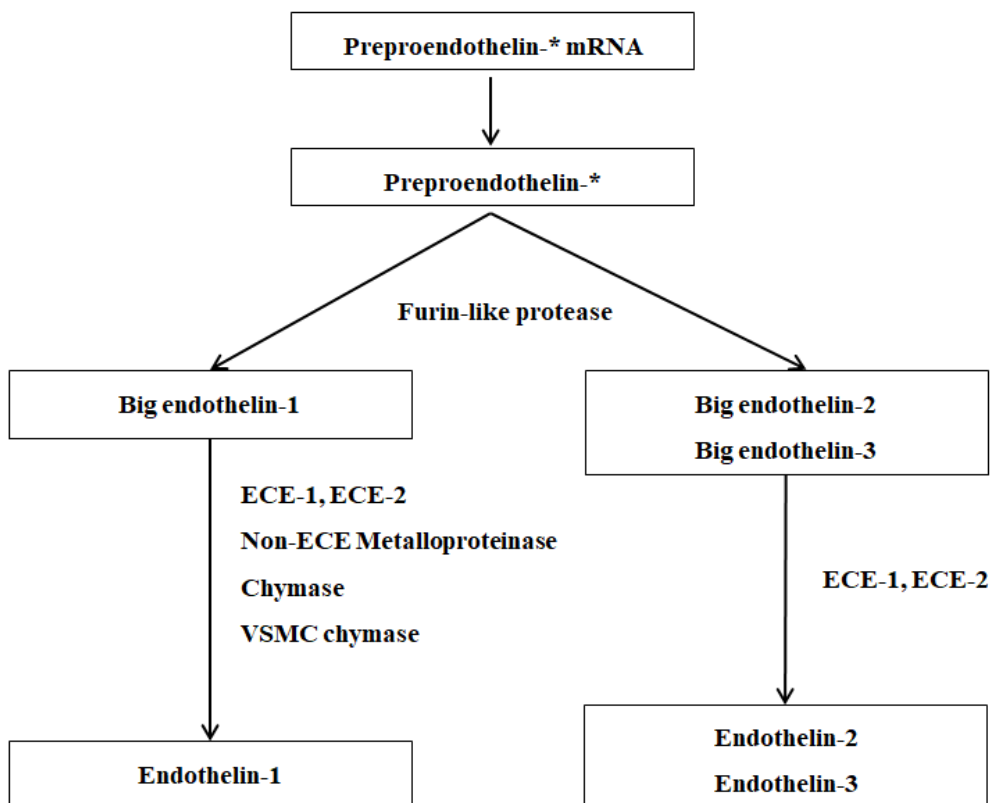 Preproendothelin-* mRNA
Preproendothelin-*
Furin-like protease
Big endothelin-1
Big endothelin-2
Big endothelin-3
ECE-1, ECE-2
Non-ECE Metalloproteinase
Chymase
VSMC chymase
ECE-1, ECE-2
Endothelin-1
Endothelin-2
Endothelin-3